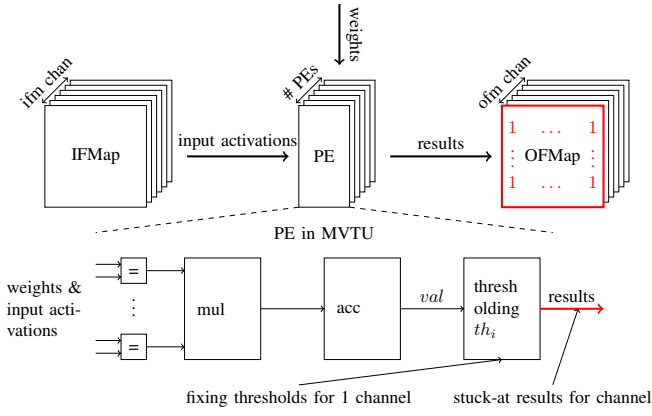 weights
ifm chan
# PEs
ofm chan
IFMap
input activations
PE
results
1 ... 1
⋮ OFMap ⋮
1 ... 1
PE in MVTU
weights &
input acti-
vations
=
⋮
=
mul
acc
val
thresh
olding
th_i
results
fixing thresholds for 1 channel
stuck-at results for channel